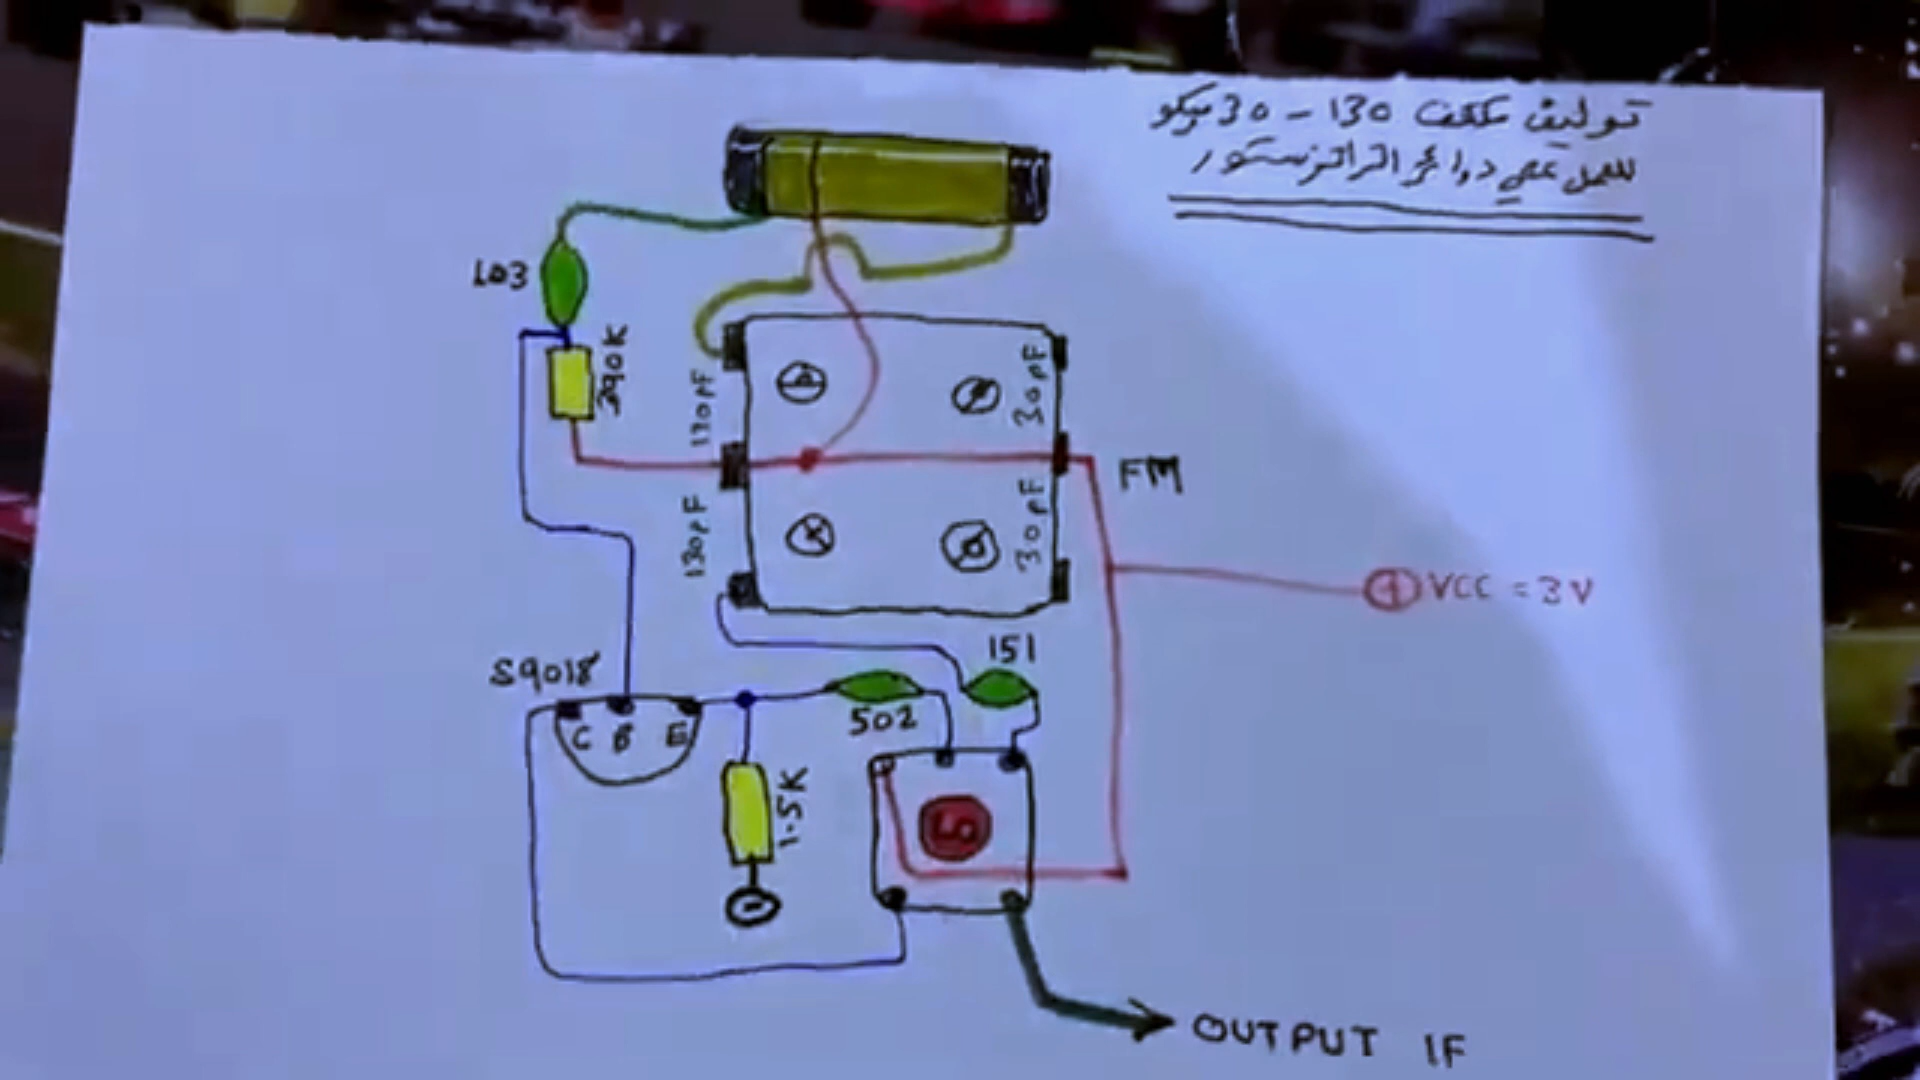 توليف مكثف 130 - 30 بيكو
للعمل على دوائر الترانزستور
103
390K
130pF
30pF
130pF
30pF
FM
VCC = 3V
151
S9018
502
C B E
1.5K
OUTPUT IF